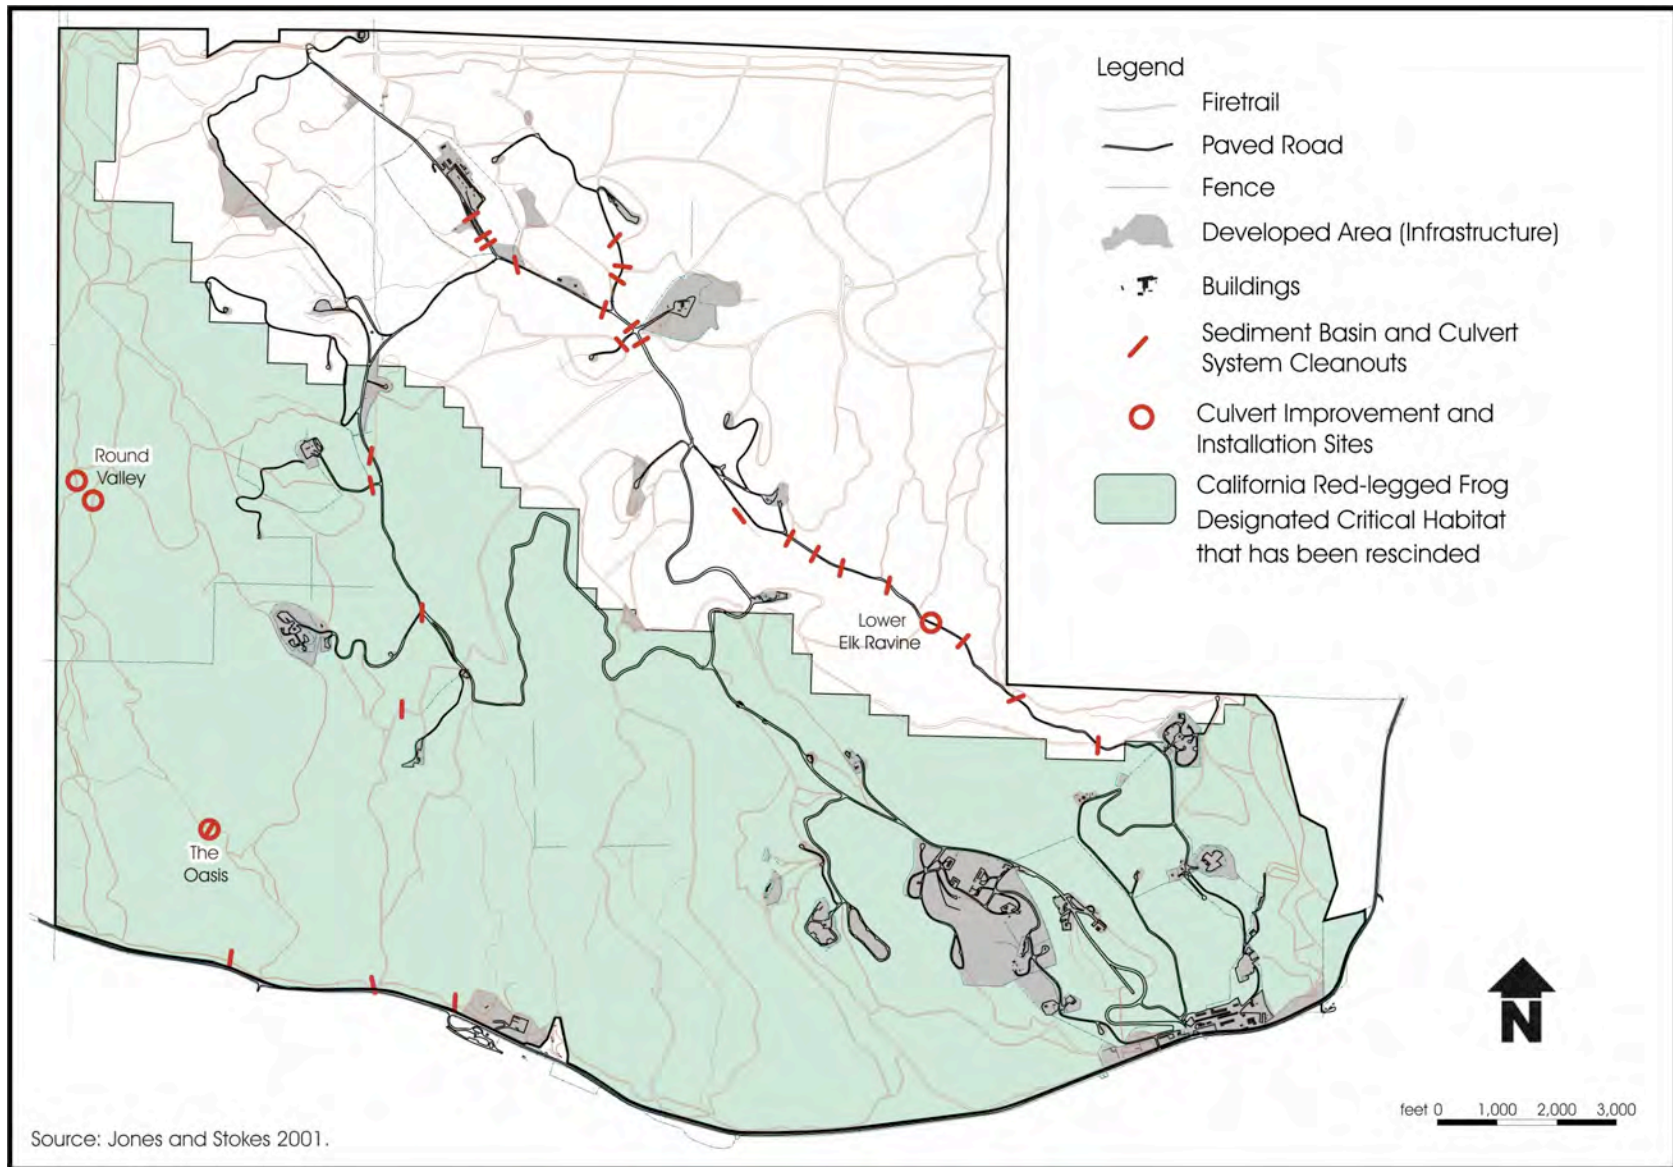 Legend
Firetrail
Paved Road
Fence
Developed Area (Infrastructure)
Buildings
Sediment Basin and Culvert
System Cleanouts
Culvert Improvement and
Installation Sites
California Red-legged Frog
Designated Critical Habitat
that has been rescinded
Round
Valley
Lower
Elk Ravine
The
Oasis
N
feet 0 1,000 2,000 3,000
Source: Jones and Stokes 2001.